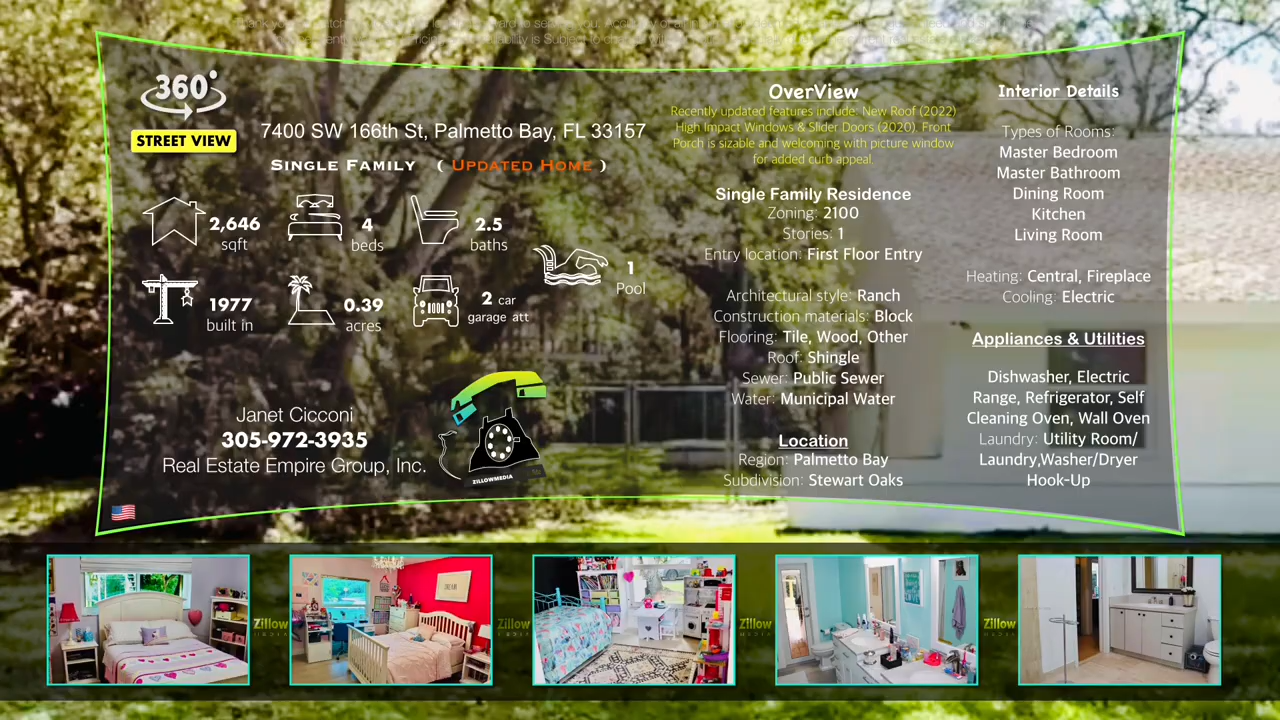 360°
STREET VIEW
7400 SW 166th St, Palmetto Bay, FL 33157
SINGLE FAMILY ( UPDATED HOME )
2,646
sqft
4
beds
2.5
baths
1
Pool
1977
built in
0.39
acres
2 car
garage att
Janet Cicconi
305-972-3935
Real Estate Empire Group, Inc.
ZILLOWMEDIA
OverView
Recently updated features include: New Roof (2022)
High Impact Windows & Slider Doors (2020). Front
Porch is sizable and welcoming with picture window
for added curb appeal.
Single Family Residence
Zoning: 2100
Stories: 1
Entry location: First Floor Entry
Architectural style: Ranch
Construction materials: Block
Flooring: Tile, Wood, Other
Roof: Shingle
Sewer: Public Sewer
Water: Municipal Water
Location
Region: Palmetto Bay
Subdivision: Stewart Oaks
Interior Details
Types of Rooms:
Master Bedroom
Master Bathroom
Dining Room
Kitchen
Living Room
Heating: Central, Fireplace
Cooling: Electric
Appliances & Utilities
Dishwasher, Electric
Range, Refrigerator, Self
Cleaning Oven, Wall Oven
Laundry: Utility Room/
Laundry,Washer/Dryer
Hook-Up
Zillow
MEDIA
Zillow
MEDIA
Zillow
MEDIA
Zillow
MEDIA